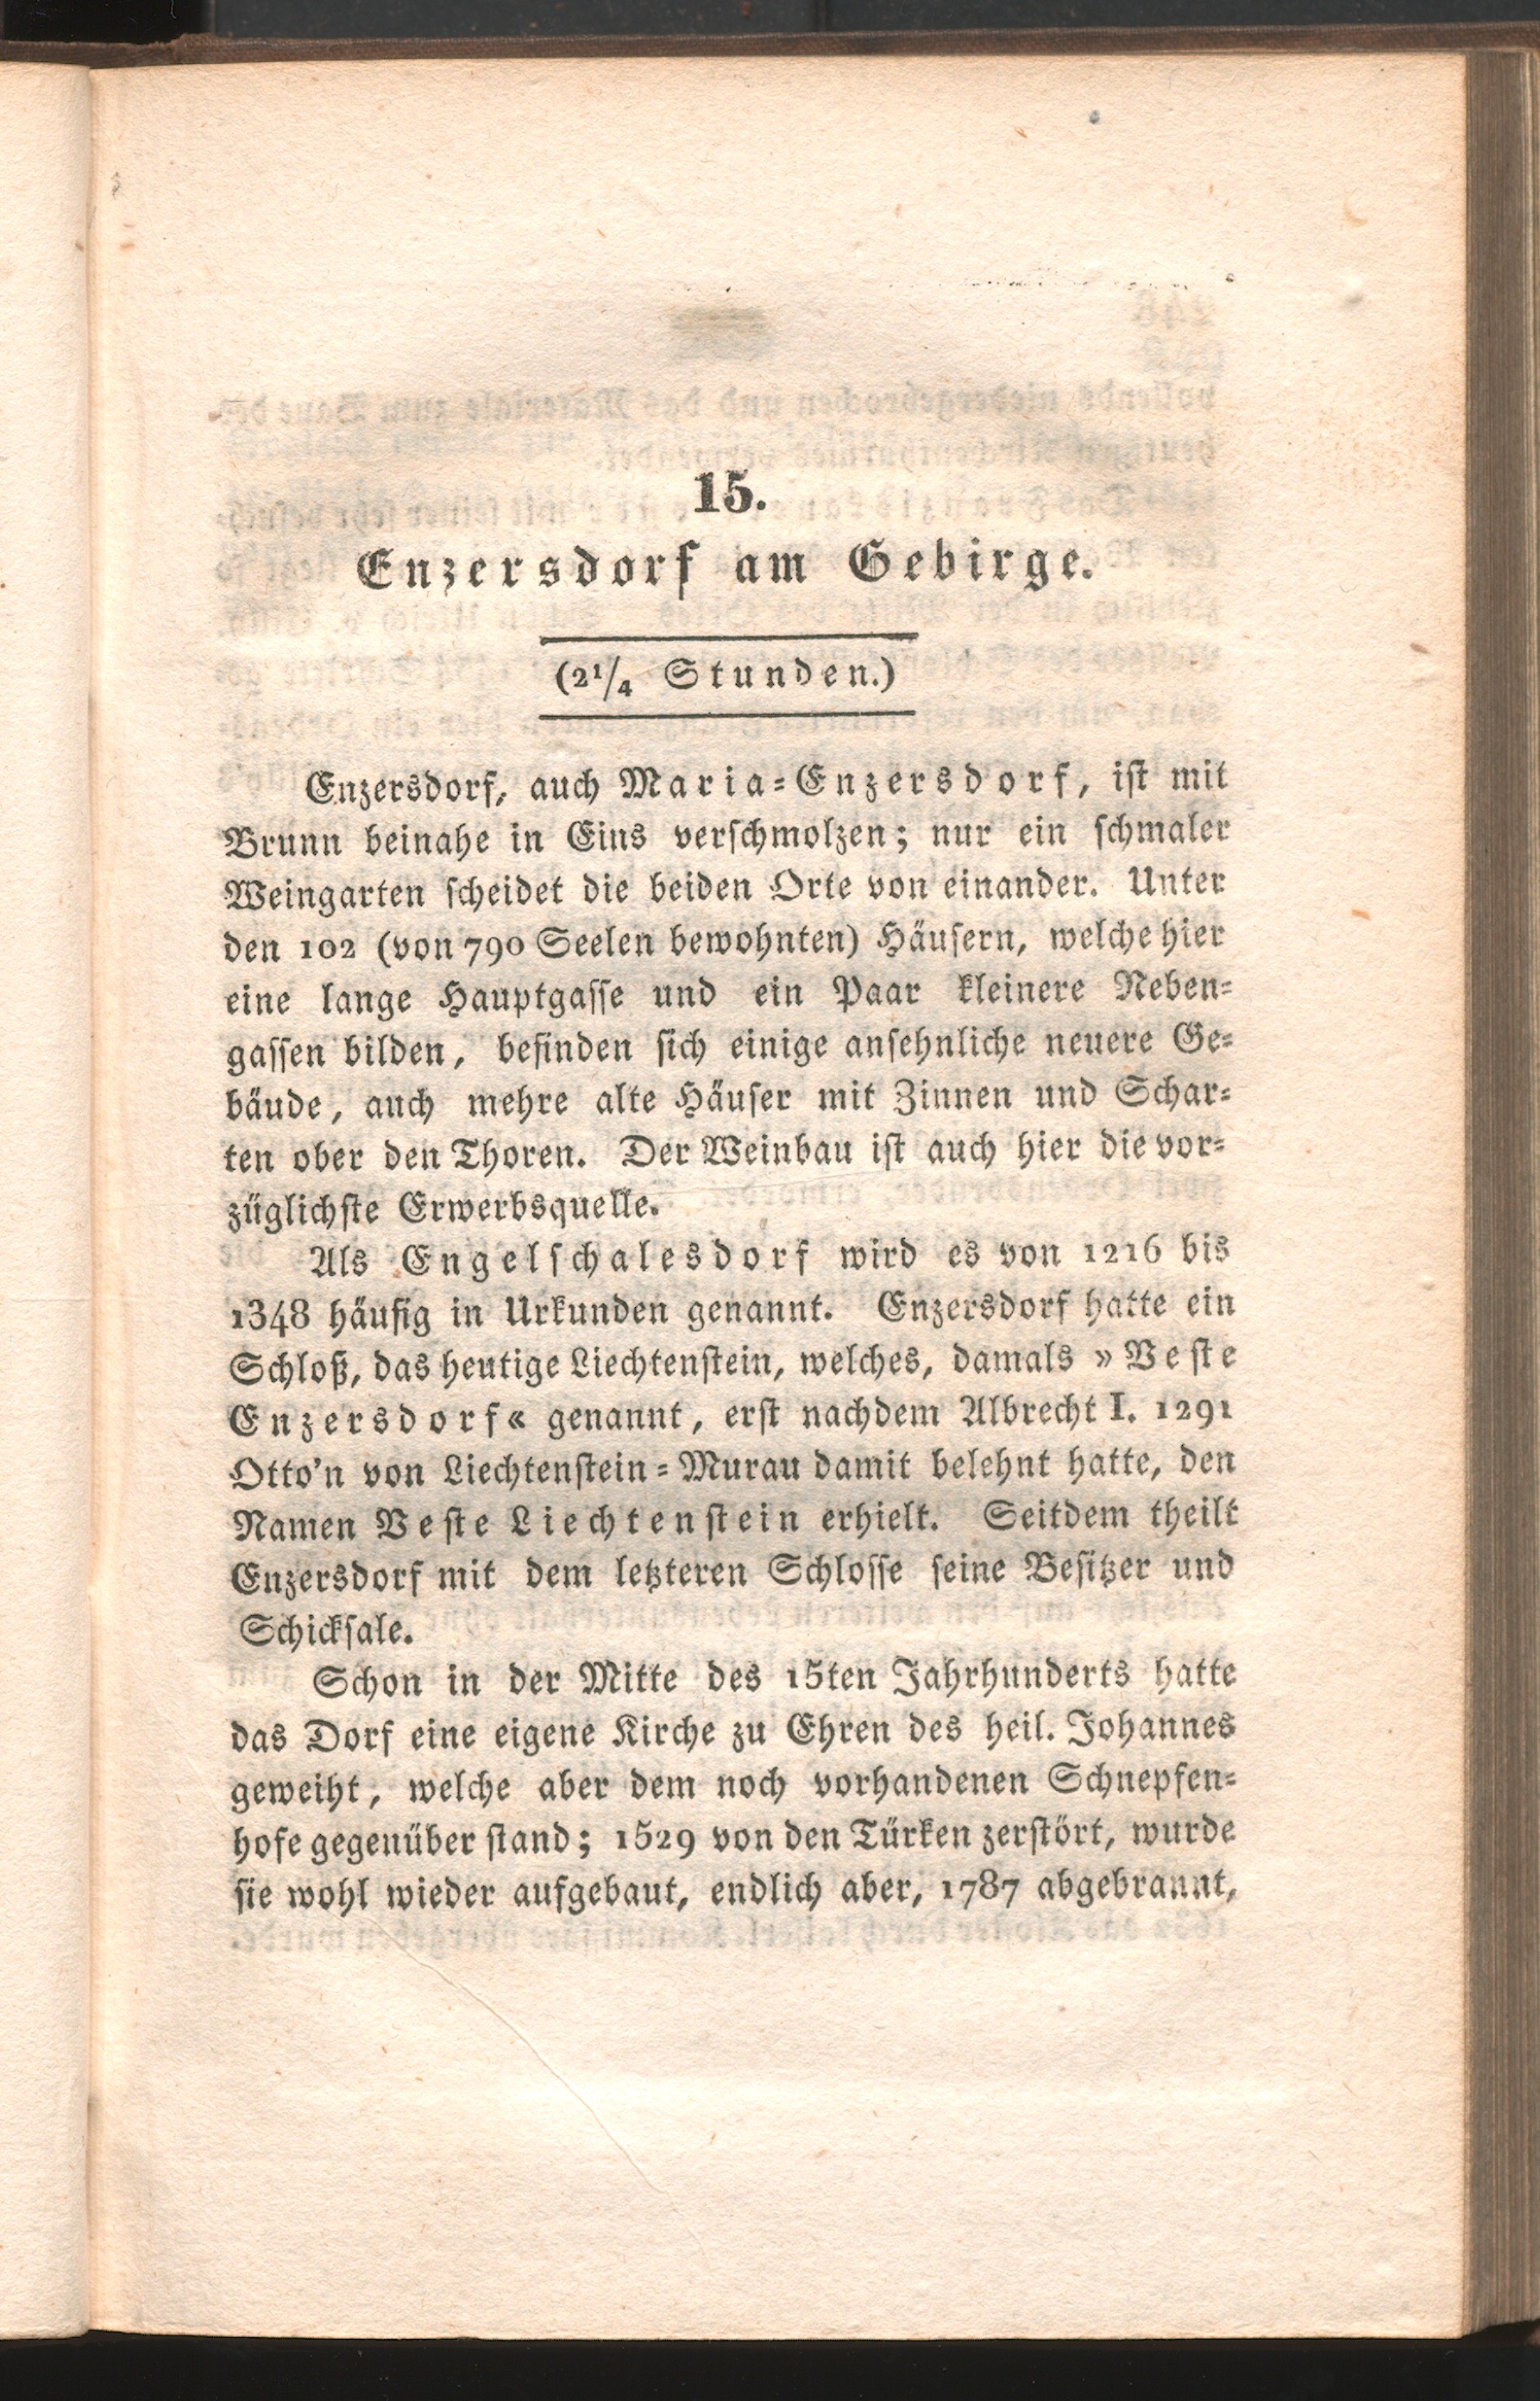 15.
Enzersdorf am Gebirge.
(2¹/₄ Stunden.)
Enzersdorf, auch Maria-Enzersdorf, ist mit
Brunn beinahe in Eins verschmolzen; nur ein schmaler
Weingarten scheidet die beiden Orte von einander. Unter
den 102 (von 790 Seelen bewohnten) Häusern, welche hier
eine lange Hauptgasse und ein Paar kleinere Neben-
gassen bilden, befinden sich einige ansehnliche neuere Ge-
bäude, auch mehre alte Häuser mit Zinnen und Schar-
ten ober den Thoren. Der Weinbau ist auch hier die vor-
züglichste Erwerbsquelle.
Als Engelschalesdorf wird es von 1216 bis
1348 häufig in Urkunden genannt. Enzersdorf hatte ein
Schloß, das heutige Liechtenstein, welches, damals »Veste
Enzersdorf« genannt, erst nachdem Albrecht I. 1291
Otto'n von Liechtenstein-Murau damit belehnt hatte, den
Namen Veste Liechtenstein erhielt. Seitdem theilt
Enzersdorf mit dem letzteren Schlosse seine Besitzer und
Schicksale.
Schon in der Mitte des 15ten Jahrhunderts hatte
das Dorf eine eigene Kirche zu Ehren des heil. Johannes
geweiht, welche aber dem noch vorhandenen Schnepfen-
hofe gegenüber stand; 1529 von den Türken zerstört, wurde
sie wohl wieder aufgebaut, endlich aber, 1787 abgebrannt,